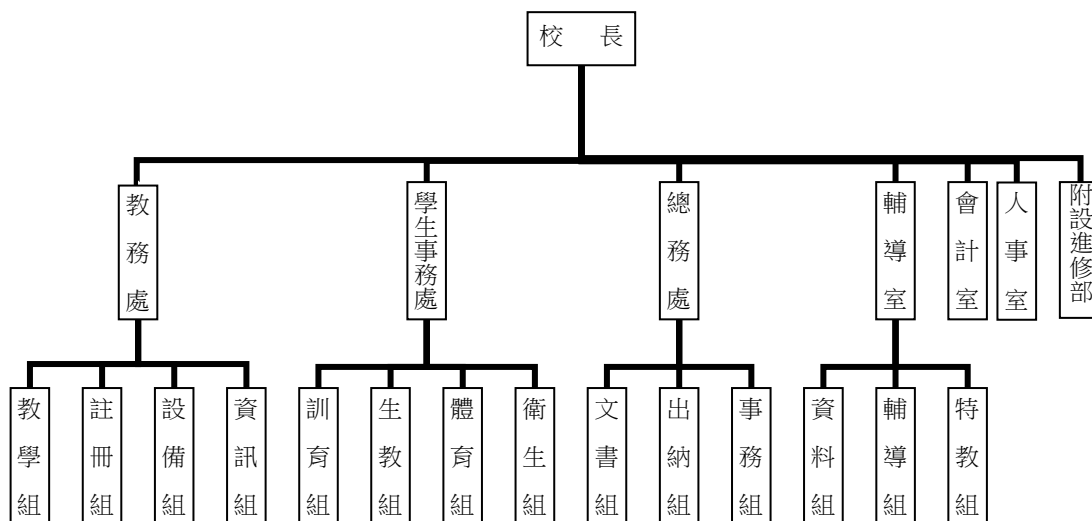 校長
教務處
學生事務處
總務處
輔導室
會計室
人事室
附設進修部
教學組
註冊組
設備組
資訊組
訓育組
生教組
體育組
衛生組
文書組
出納組
事務組
資料組
輔導組
特教組